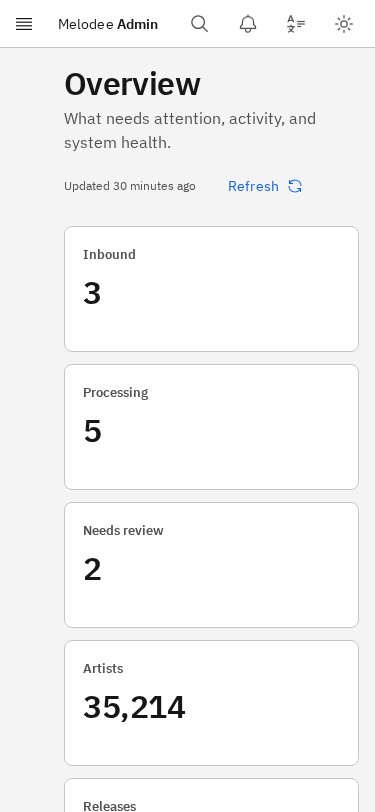 Melodee Admin
Overview
What needs attention, activity, and
system health.
Updated 30 minutes ago
Refresh
Inbound
3
Processing
5
Needs review
2
Artists
35,214
Releases